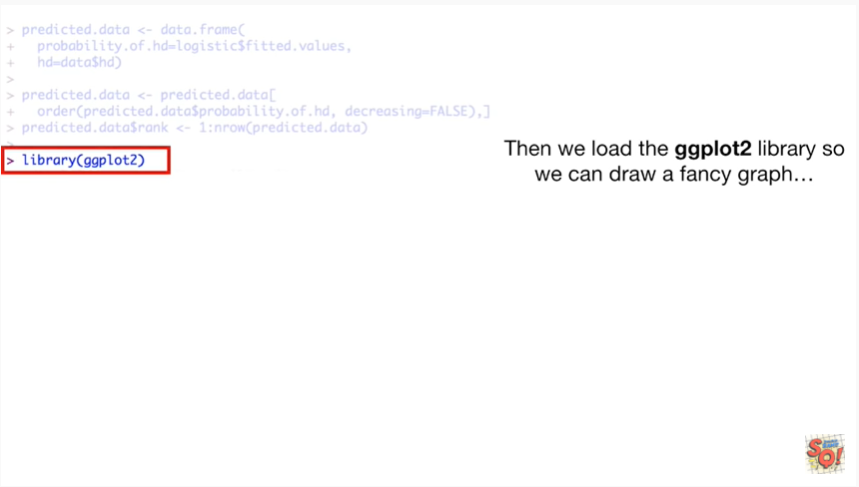 > predicted.data <- data.frame(
+   probability.of.hd=logistic$fitted.values,
+   hd=data$hd)
>
> predicted.data <- predicted.data[
+   order(predicted.data$probability.of.hd, decreasing=FALSE),]
> predicted.data$rank <- 1:nrow(predicted.data)
>
> library(ggplot2)
Then we load the ggplot2 library so
we can draw a fancy graph…
SQ!